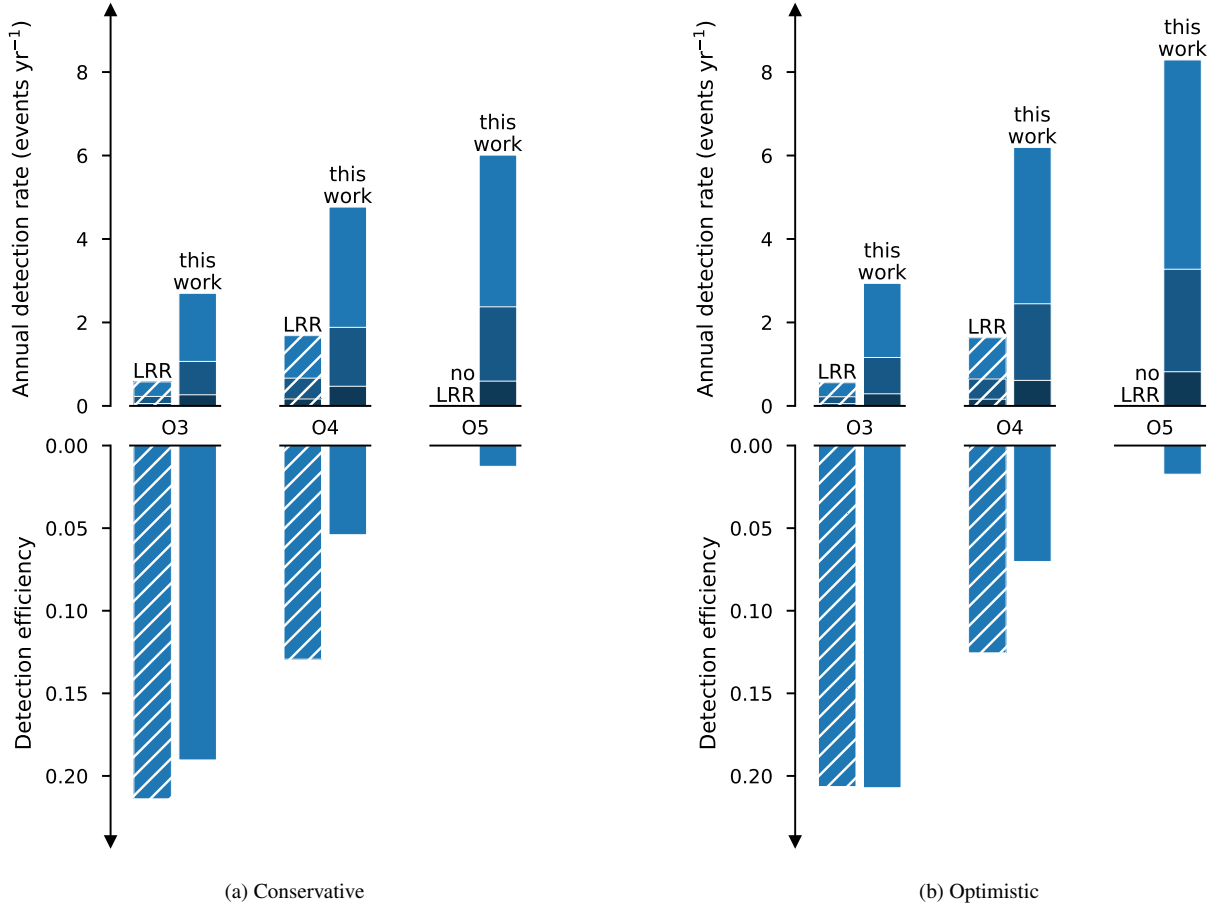 Annual detection rate (events yr⁻¹)
8
6
4
2
0
this
work
this
work
this
work
LRR
LRR
no
LRR
O3
O4
O5
0.00
0.05
0.10
0.15
0.20
Detection efficiency
(a) Conservative
Annual detection rate (events yr⁻¹)
8
6
4
2
0
this
work
this
work
this
work
LRR
LRR
no
LRR
O3
O4
O5
0.00
0.05
0.10
0.15
0.20
Detection efficiency
(b) Optimistic